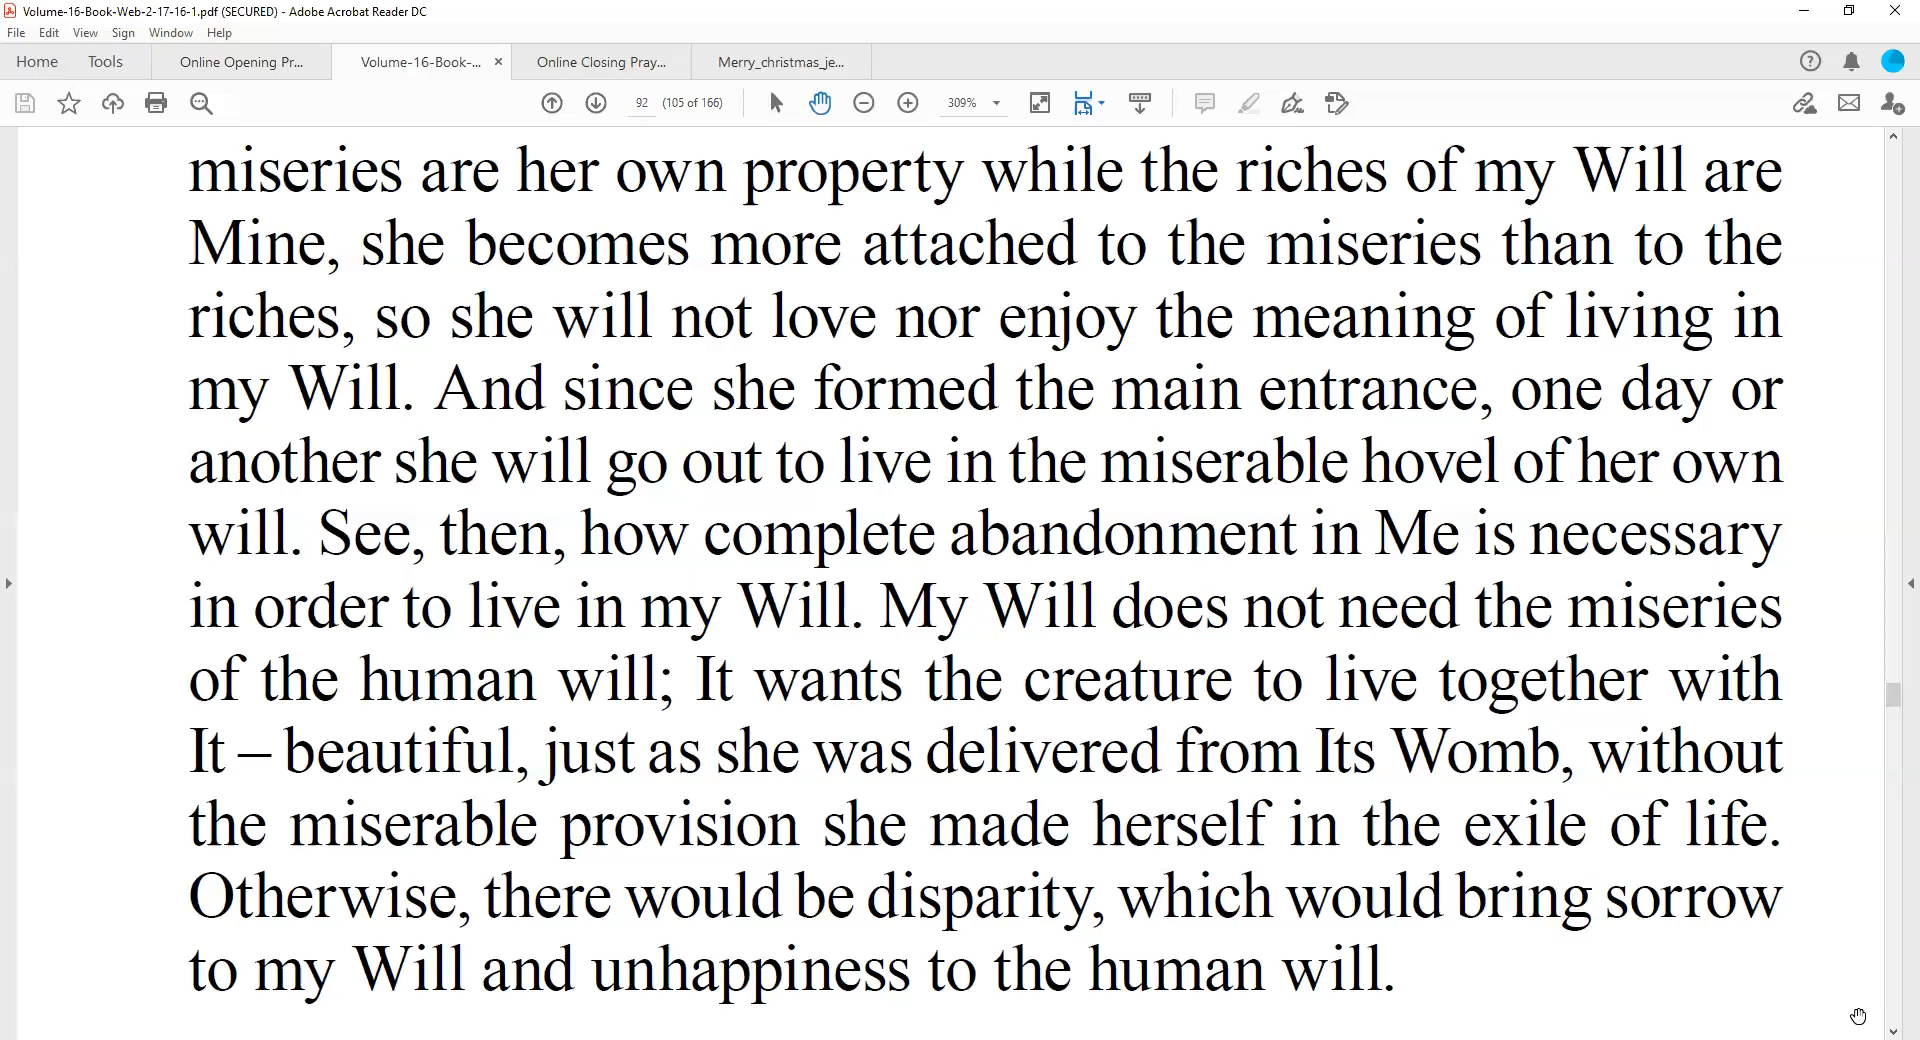 Volume-16-Book-Web-2-17-16-1.pdf (SECURED) - Adobe Acrobat Reader DC
File Edit View Sign Window Help
Home Tools Online Opening Pr... Volume-16-Book-... × Online Closing Pray... Merry_christmas_je...
92 (105 of 166) 309%
miseries are her own property while the riches of my Will are
Mine, she becomes more attached to the miseries than to the
riches, so she will not love nor enjoy the meaning of living in
my Will. And since she formed the main entrance, one day or
another she will go out to live in the miserable hovel of her own
will. See, then, how complete abandonment in Me is necessary
in order to live in my Will. My Will does not need the miseries
of the human will; It wants the creature to live together with
It – beautiful, just as she was delivered from Its Womb, without
the miserable provision she made herself in the exile of life.
Otherwise, there would be disparity, which would bring sorrow
to my Will and unhappiness to the human will.